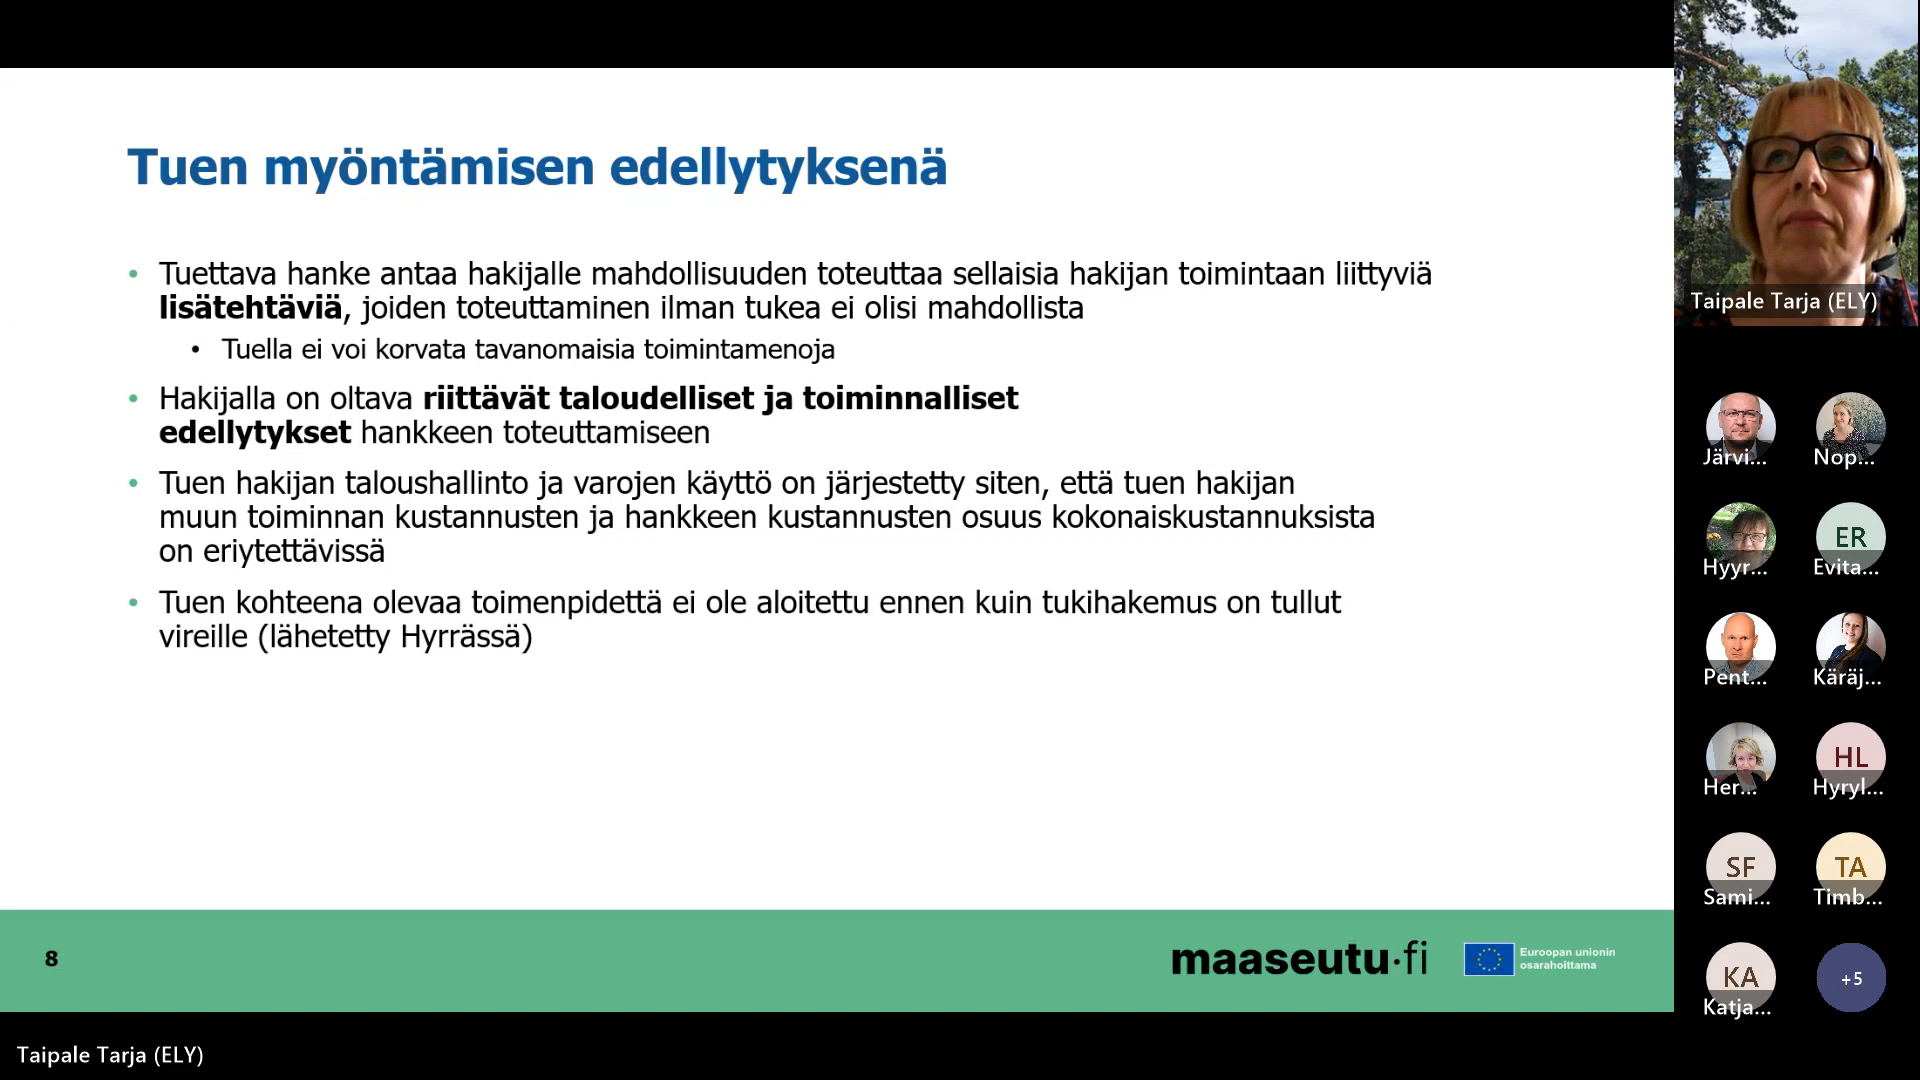 Tuen myöntämisen edellytyksenä
• Tuettava hanke antaa hakijalle mahdollisuuden toteuttaa sellaisia hakijan toimintaan liittyviä
lisätehtäviä, joiden toteuttaminen ilman tukea ei olisi mahdollista
• Tuella ei voi korvata tavanomaisia toimintamenoja
• Hakijalla on oltava riittävät taloudelliset ja toiminnalliset
edellytykset hankkeen toteuttamiseen
• Tuen hakijan taloushallinto ja varojen käyttö on järjestetty siten, että tuen hakijan
muun toiminnan kustannusten ja hankkeen kustannusten osuus kokonaiskustannuksista
on eriytettävissä
• Tuen kohteena olevaa toimenpidettä ei ole aloitettu ennen kuin tukihakemus on tullut
vireille (lähetetty Hyrrässä)
8
maaseutu.fi
Euroopan unionin
osarahoittama
Taipale Tarja (ELY)
Taipale Tarja (ELY)
Järvi...
Nop...
Hyyr...
ER
Evita...
Pent...
Käräj...
Her...
HL
Hyryl...
SF
Sami...
TA
Timb...
KA
Katja...
+5